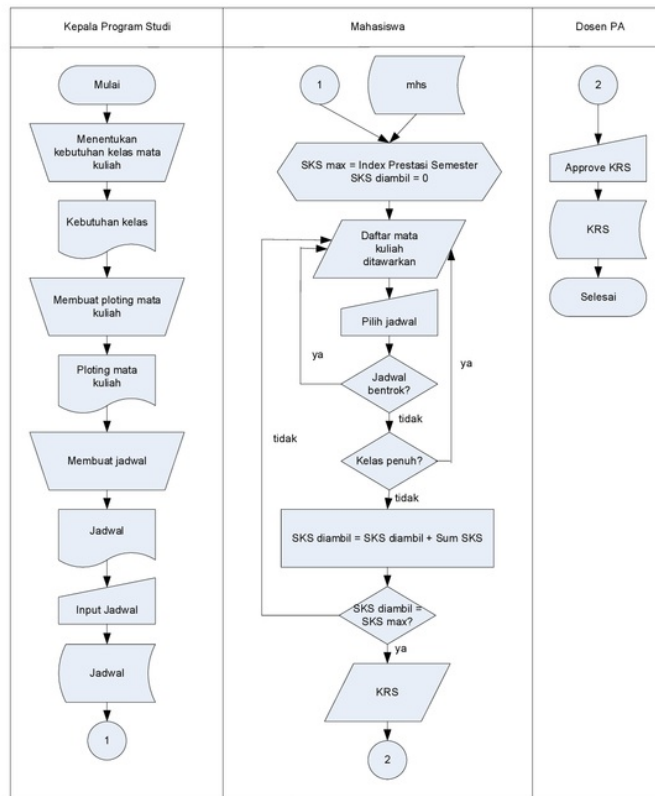 Kepala Program Studi
Mulai
Menentukan
kebutuhan kelas mata
kuliah
Kebutuhan kelas
Membuat ploting mata
kuliah
Ploting mata
kuliah
Membuat jadwal
Jadwal
Input Jadwal
Jadwal
1
Mahasiswa
1
mhs
SKS max = Index Prestasi Semester
SKS diambil = 0
Daftar mata
kuliah
ditawarkan
Pilih jadwal
ya
Jadwal
bentrok?
ya
tidak
tidak
Kelas penuh?
tidak
SKS diambil = SKS diambil + Sum SKS
SKS diambil =
SKS max?
ya
KRS
2
Dosen PA
2
Approve KRS
KRS
Selesai